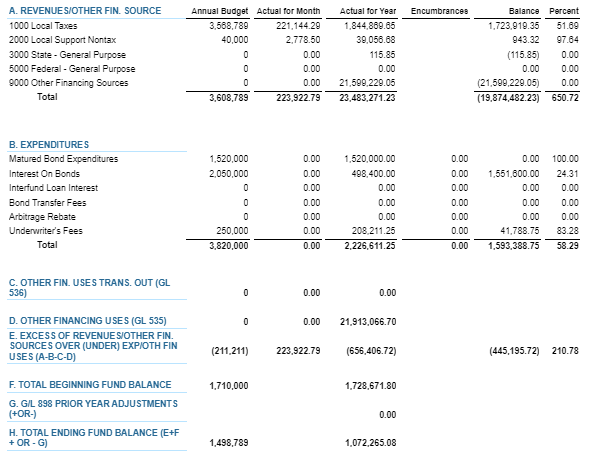 A. REVENUES/OTHER FIN. SOURCE Annual Budget Actual for Month Actual for Year Encumbrances Balance Percent
1000 Local Taxes 3,568,789 221,144.29 1,844,869.65 1,723,919.35 51.69
2000 Local Support Nontax 40,000 2,778.50 39,056.68 943.32 97.64
3000 State - General Purpose 0 0.00 115.85 (115.85) 0.00
5000 Federal - General Purpose 0 0.00 0.00 0.00 0.00
9000 Other Financing Sources 0 0.00 21,599,229.05 (21,599,229.05) 0.00
Total 3,608,789 223,922.79 23,483,271.23 (19,874,482.23) 650.72
B. EXPENDITURES
Matured Bond Expenditures 1,520,000 0.00 1,520,000.00 0.00 0.00 100.00
Interest On Bonds 2,050,000 0.00 498,400.00 0.00 1,551,600.00 24.31
Interfund Loan Interest 0 0.00 0.00 0.00 0.00 0.00
Bond Transfer Fees 0 0.00 0.00 0.00 0.00 0.00
Arbitrage Rebate 0 0.00 0.00 0.00 0.00 0.00
Underwriter's Fees 250,000 0.00 208,211.25 0.00 41,788.75 83.28
Total 3,820,000 0.00 2,226,611.25 0.00 1,593,388.75 58.29
C. OTHER FIN. USES TRANS. OUT (GL
536) 0 0.00 0.00
D. OTHER FINANCING USES (GL 535) 0 0.00 21,913,066.70
E. EXCESS OF REVENUES/OTHER FIN.
SOURCES OVER (UNDER) EXP/OTH FIN
USES (A-B-C-D) (211,211) 223,922.79 (656,406.72) (445,195.72) 210.78
F. TOTAL BEGINNING FUND BALANCE 1,710,000 1,728,671.80
G. G/L 898 PRIOR YEAR ADJUSTMENTS
(+OR-) 0.00
H. TOTAL ENDING FUND BALANCE (E+F
+ OR - G) 1,498,789 1,072,265.08